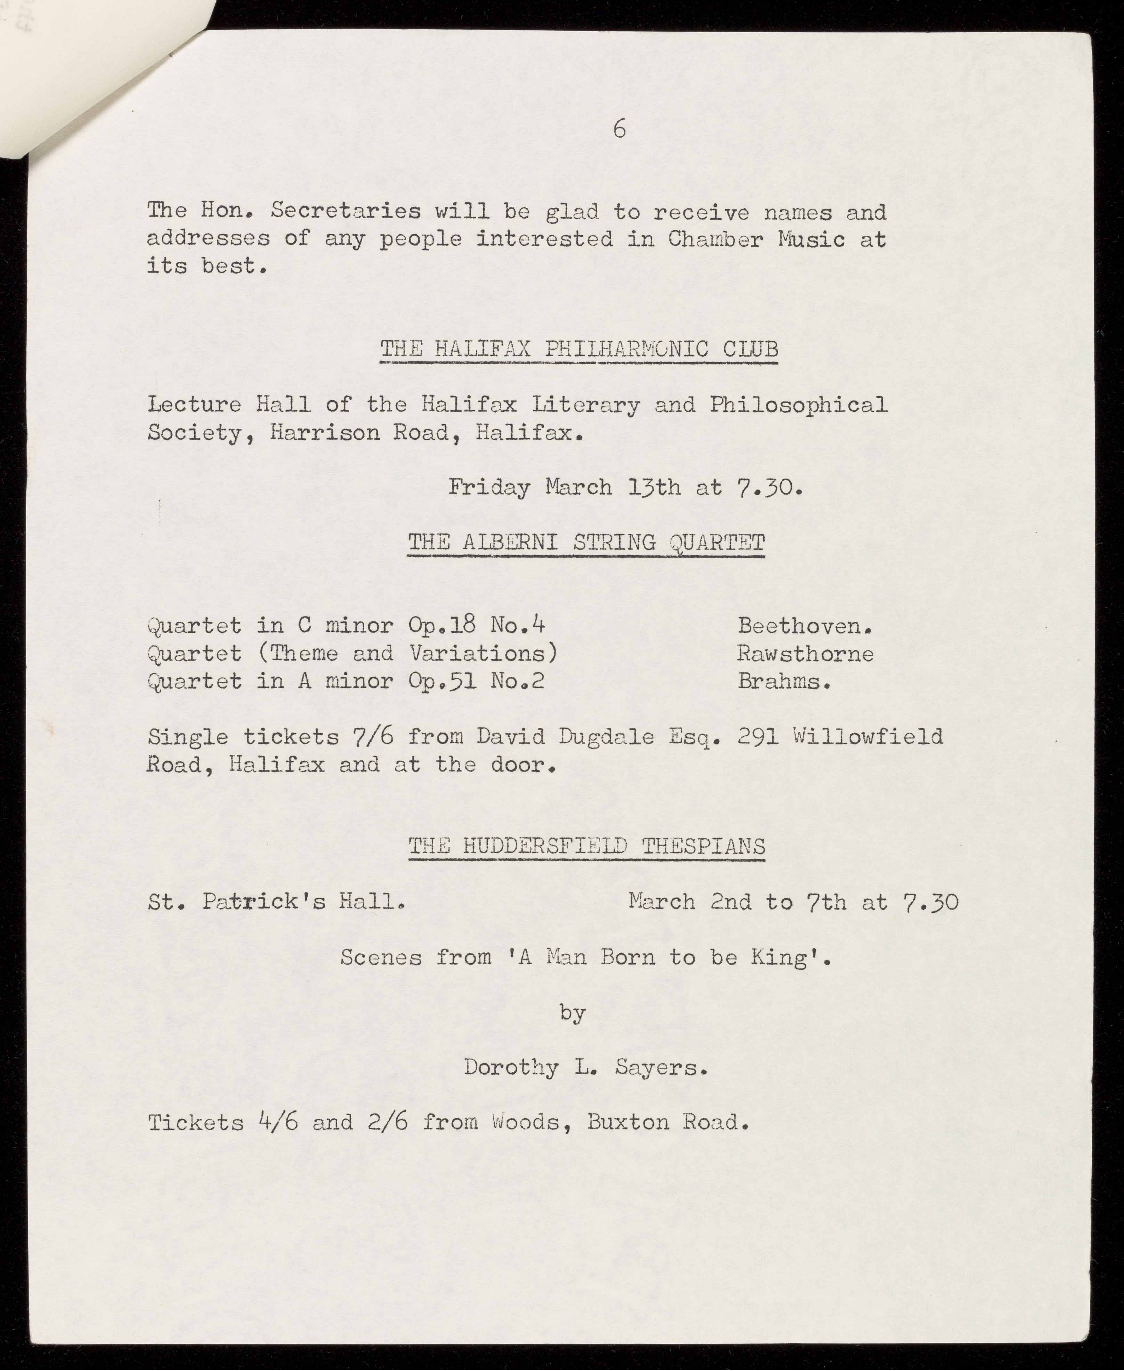 6
The Hon. Secretaries will be glad to receive names and
addresses of any people interested in Chamber Music at
its best.
THE HALIFAX PHILHARMONIC CLUB
Lecture Hall of the Halifax Literary and Philosophical
Society, Harrison Road, Halifax.
Friday March 13th at 7.30.
THE ALBERNI STRING QUARTET
Quartet in C minor Op.18 No.4 Beethoven.
Quartet (Theme and Variations) Rawsthorne
Quartet in A minor Op.51 No.2 Brahms.
Single tickets 7/6 from David Dugdale Esq. 291 Willowfield
Road, Halifax and at the door.
THE HUDDERSFIELD THESPIANS
St. Patrick's Hall. March 2nd to 7th at 7.30
Scenes from 'A Man Born to be King'.
by
Dorothy L. Sayers.
Tickets 4/6 and 2/6 from Woods, Buxton Road.